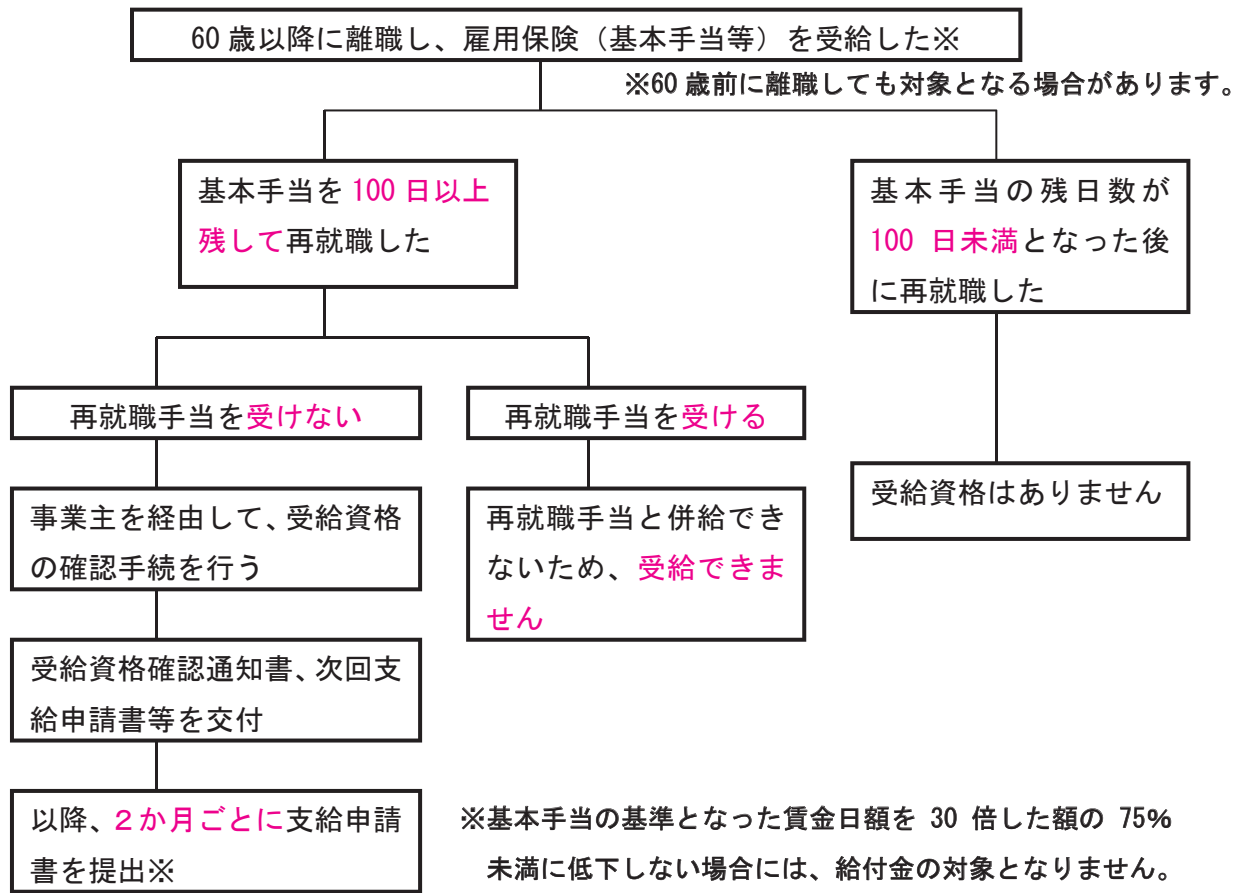 60 歳以降に離職し、雇用保険（基本手当等）を受給した※
※60 歳前に離職しても対象となる場合があります。
基本手当を 100 日以上
残して再就職した
基本手当の残日数が
100 日未満となった後
に再就職した
再就職手当を受けない
再就職手当を受ける
事業主を経由して、受給資格
の確認手続を行う
再就職手当と併給でき
ないため、受給できま
せん
受給資格はありません
受給資格確認通知書、次回支
給申請書等を交付
以降、２か月ごとに支給申請
書を提出※
※基本手当の基準となった賃金日額を 30 倍した額の 75%
未満に低下しない場合には、給付金の対象となりません。